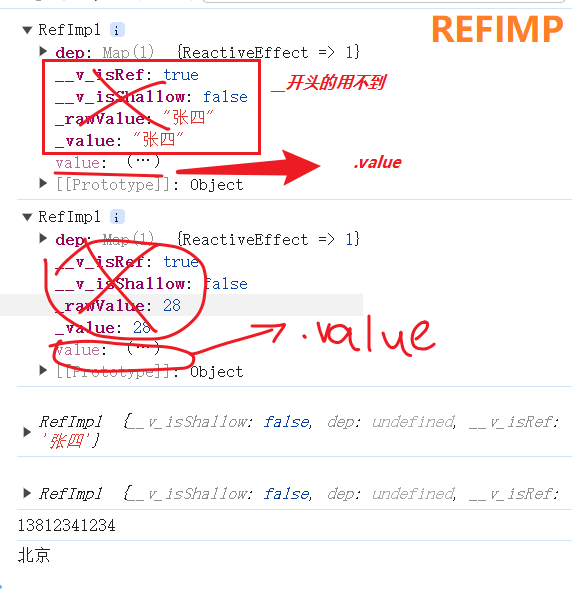 REFIMP
RefImpl i
dep: Map(1) {ReactiveEffect => 1}
__v_isRef: true
__v_isShallow: false
_rawValue: "张四"
_value: "张四"
value: (...)
[[Prototype]]: Object
__开头的用不到
.value
RefImpl i
dep: Map(1) {ReactiveEffect => 1}
__v_isRef: true
__v_isShallow: false
_rawValue: 28
_value: 28
value: (...)
[[Prototype]]: Object
.value
RefImpl {__v_isShallow: false, dep: undefined, __v_isRef:
'张四'}
RefImpl {__v_isShallow: false, dep: undefined, __v_isRef:
13812341234
北京